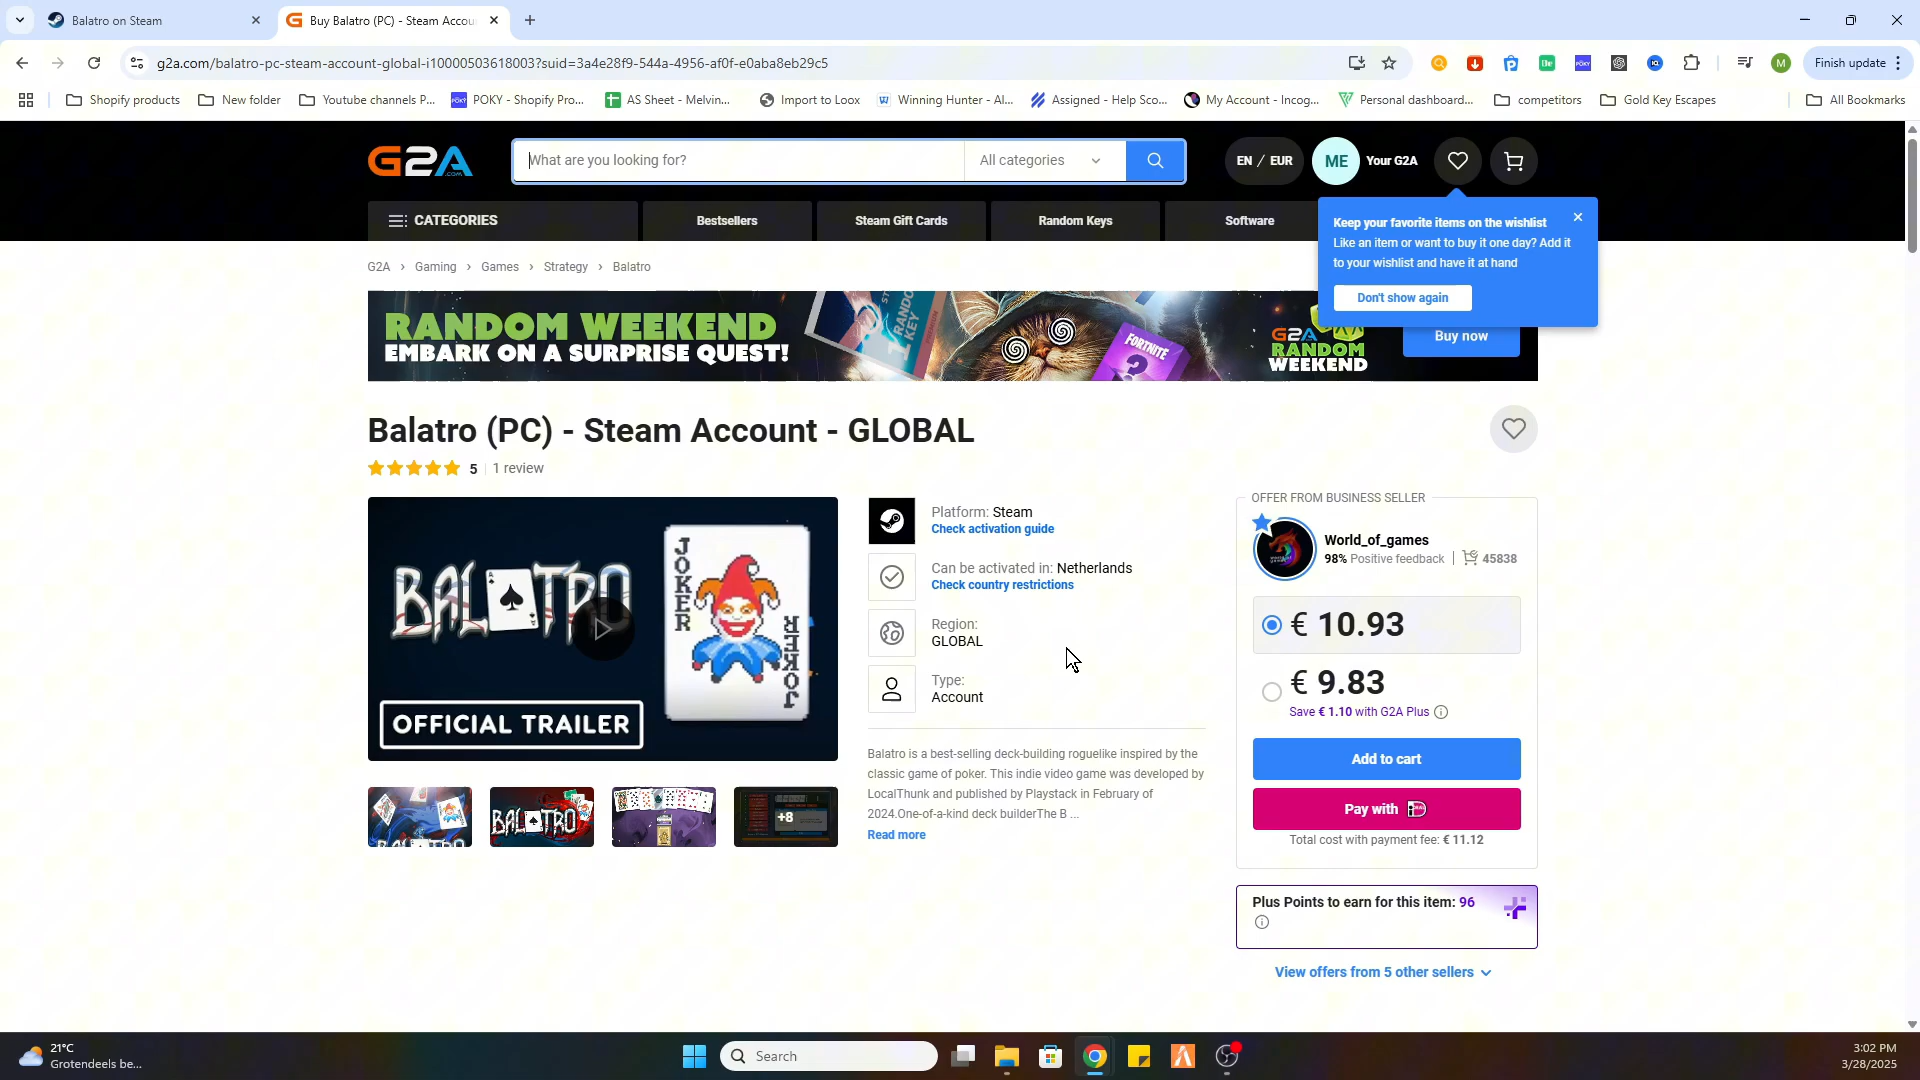 Balatro on Steam
Buy Balatro (PC) - Steam Accou
g2a.com/balatro-pc-steam-account-global-i10000503618003?suid=3a4e28f9-544a-4956-af0f-e0aba8eb29c5
M
Finish update
Shopify products
New folder
Youtube channels P...
POKY - Shopify Pro...
AS Sheet - Melvin...
Import to Loox
Winning Hunter - AI...
Assigned - Help Sco...
My Account - Incog...
Personal dashboard...
competitors
Gold Key Escapes
All Bookmarks
G2A.COM
What are you looking for?
All categories
EN / EUR
ME
Your G2A
CATEGORIES
Bestsellers
Steam Gift Cards
Random Keys
Software
Keep your favorite items on the wishlist
Like an item or want to buy it one day? Add it
to your wishlist and have it at hand
Don't show again
G2A > Gaming > Games > Strategy > Balatro
RANDOM WEEKEND
EMBARK ON A SURPRISE QUEST!
FORTNITE
G2A
RANDOM
WEEKEND
Buy now
Balatro (PC) - Steam Account - GLOBAL
5
1 review
BALATRO
JOKER
JOKER
OFFICIAL TRAILER
BALATRO
BALATRO
+8
Platform: Steam
Check activation guide
Can be activated in: Netherlands
Check country restrictions
Region:
GLOBAL
Type:
Account
Balatro is a best-selling deck-building roguelike inspired by the
classic game of poker. This indie video game was developed by
LocalThunk and published by Playstack in February of
2024.One-of-a-kind deck builderThe B ...
Read more
OFFER FROM BUSINESS SELLER
World_of_games
98% Positive feedback
45838
€ 10.93
€ 9.83
Save € 1.10 with G2A Plus
Add to cart
Pay with
Total cost with payment fee: € 11.12
Plus Points to earn for this item: 96
View offers from 5 other sellers
21°C
Grotendeels be...
Search
3:02 PM
3/28/2025